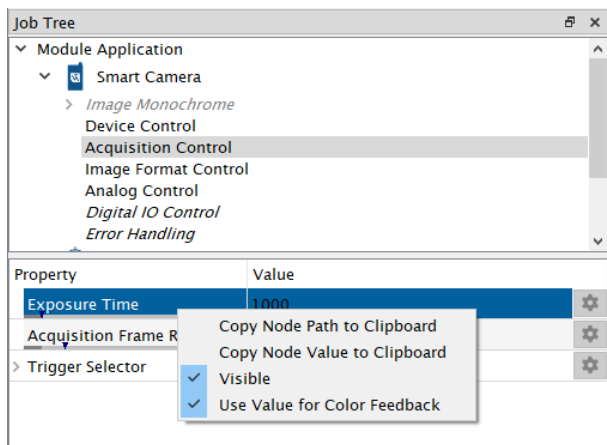 Job Tree
Module Application
Smart Camera
Image Monochrome
Device Control
Acquisition Control
Image Format Control
Analog Control
Digital IO Control
Error Handling
Property Value
Exposure Time 1000
Acquisition Frame R
Trigger Selector
Copy Node Path to Clipboard
Copy Node Value to Clipboard
Visible
Use Value for Color Feedback